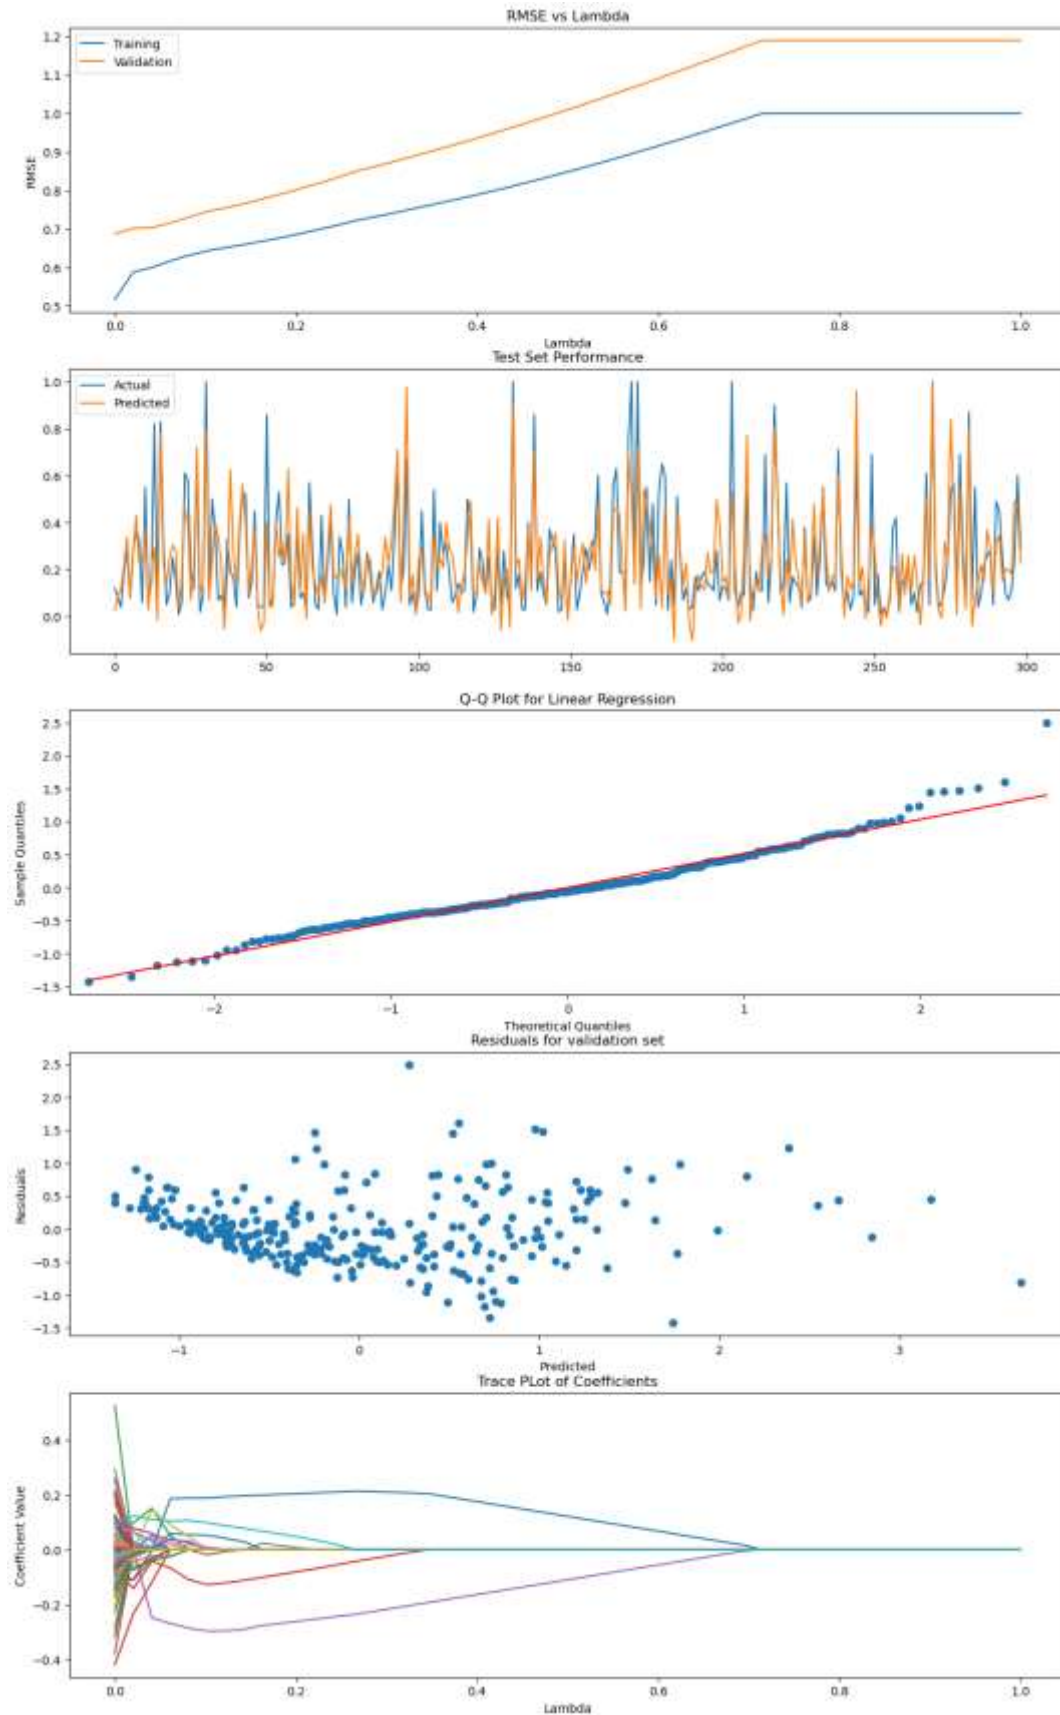 RMSE vs Lambda
1.2
Training
Validation
1.1
1.0
0.9
RMSE
0.8
0.7
0.6
0.5
0.0 0.2 0.4 0.6 0.8 1.0
Lambda
Test Set Performance
1.0
Actual
Predicted
0.8
0.6
0.4
0.2
0.0
0 50 100 150 200 250 300
Q-Q Plot for Linear Regression
2.5
2.0
1.5
1.0
Sample Quantiles
0.5
0.0
−0.5
−1.0
−1.5
−2 −1 0 1 2
Theoretical Quantiles
Residuals for validation set
2.5
2.0
1.5
1.0
Residuals
0.5
0.0
−0.5
−1.0
−1.5
−1 0 1 2 3
Predicted
Trace PLot of Coefficients
0.4
0.2
Coefficient Value
0.0
−0.2
−0.4
0.0 0.2 0.4 0.6 0.8 1.0
Lambda